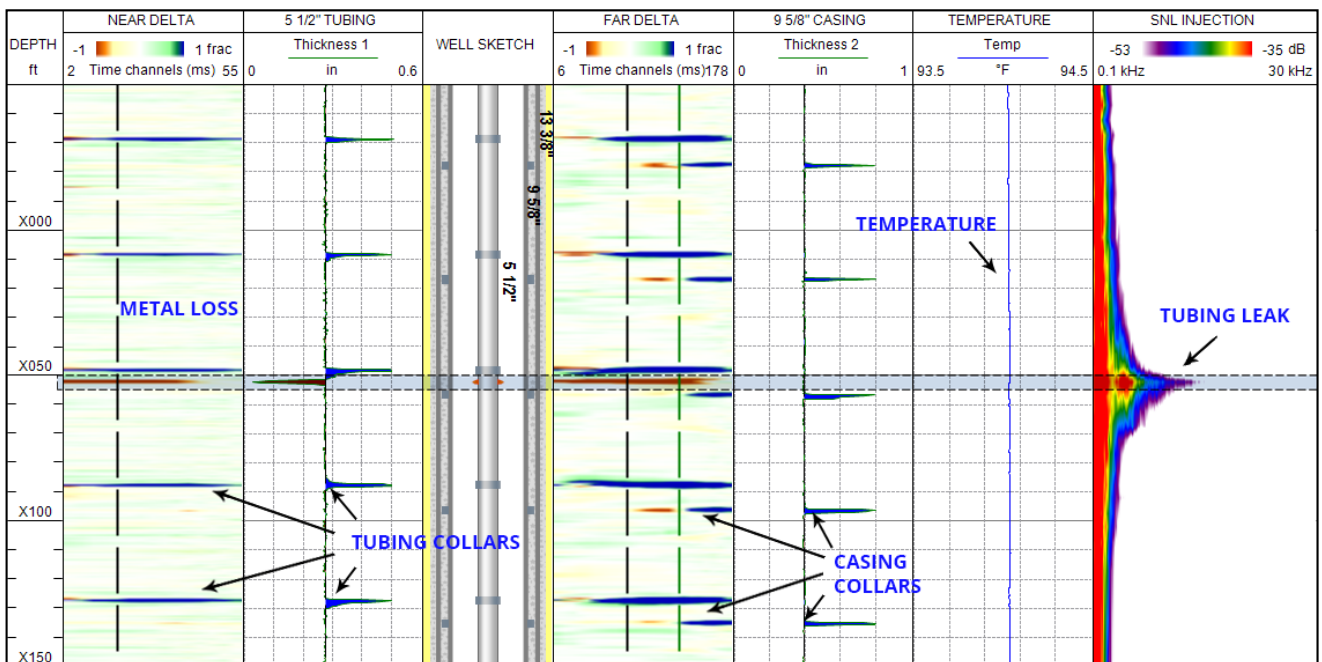 NEAR DELTA
5 1/2" TUBING
FAR DELTA
9 5/8" CASING
TEMPERATURE
SNL INJECTION
DEPTH
-1 1 frac
Thickness 1
WELL SKETCH
-1 1 frac
Thickness 2
Temp
-53 -35 dB
ft
2 Time channels (ms) 55
0 in 0.6
6 Time channels (ms)178
0 in 1
93.5 °F 94.5
0.1 kHz 30 kHz
13 3/8"
9 5/8"
5 1/2"
X000
TEMPERATURE
METAL LOSS
TUBING LEAK
X050
X100
TUBING COLLARS
CASING
COLLARS
X150